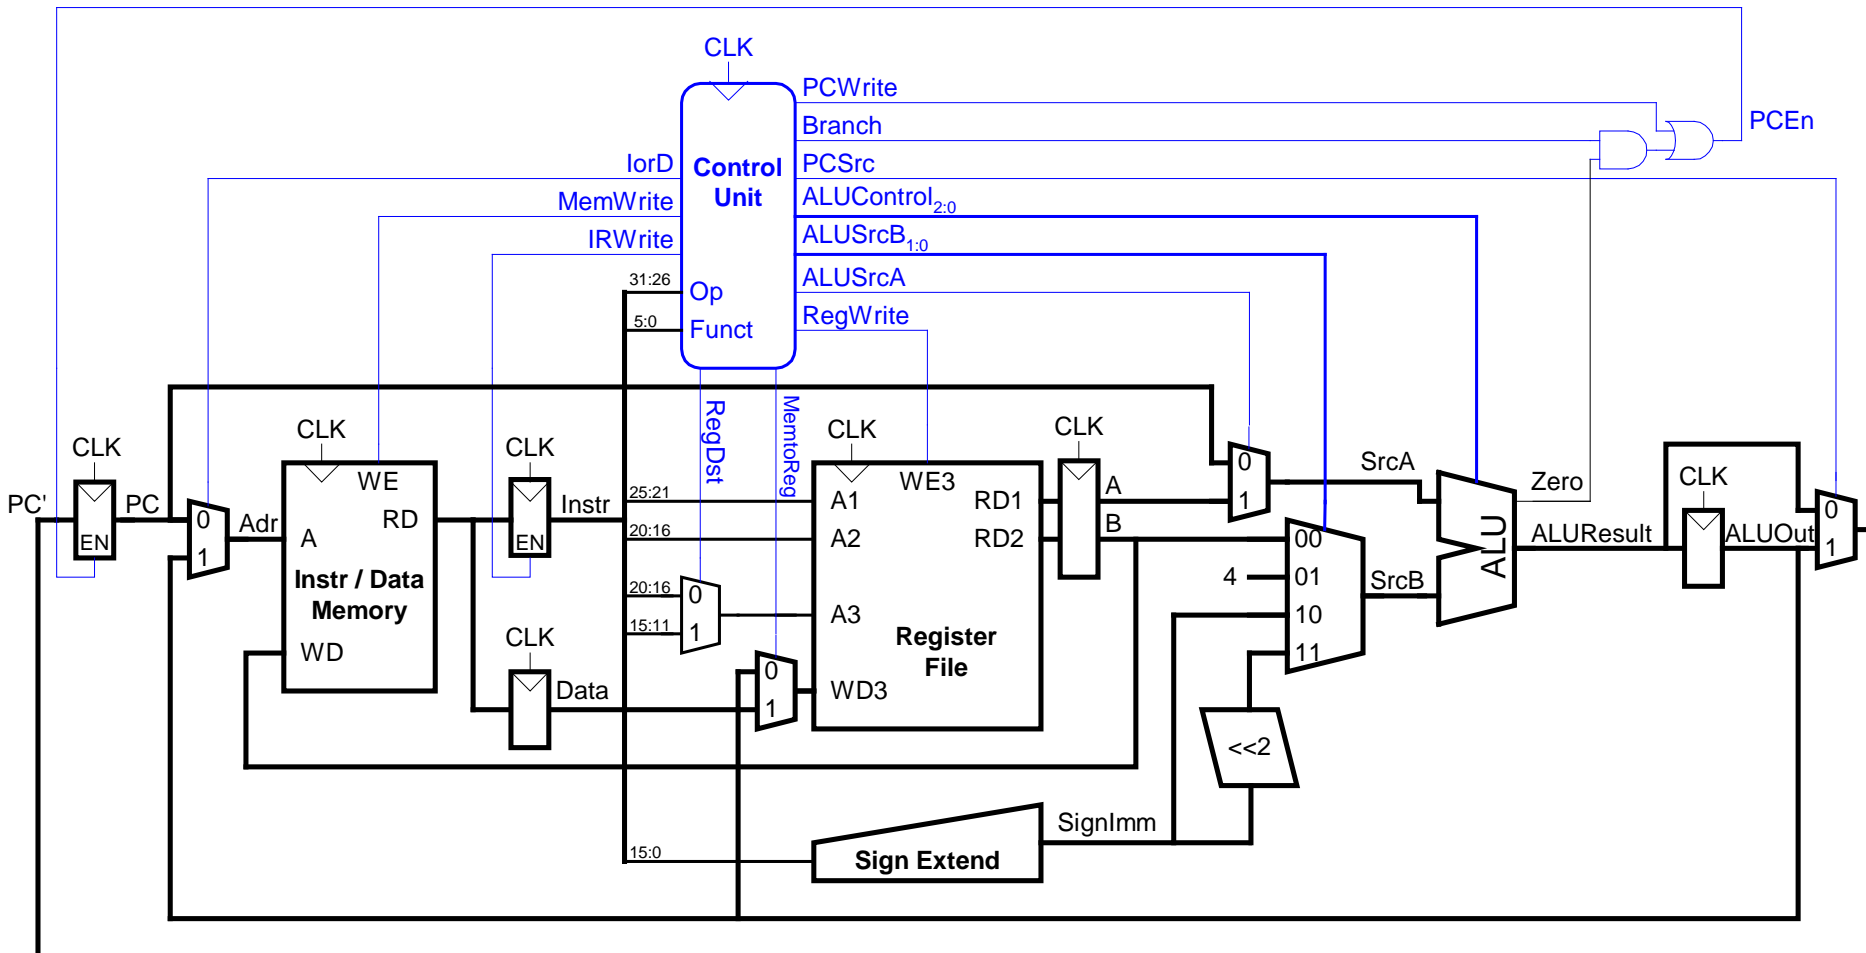 CLK
PCWrite
Branch
PCEn
IorD
Control
Unit
PCSrc
MemWrite
ALUControl2:0
IRWrite
ALUSrcB1:0
31:26
Op
ALUSrcA
5:0
Funct
RegWrite
RegDst
MemtoReg
CLK
CLK
CLK
CLK
CLK
PC'
EN
PC
0
1
Adr
WE
A
RD
Instr / Data
Memory
WD
EN
Instr
25:21
20:16
20:16
15:11
0
1
CLK
Data
0
1
A1
A2
A3
WD3
WE3
RD1
RD2
Register
File
A
B
0
1
4
00
01
10
11
SrcA
SrcB
ALU
Zero
ALUResult
CLK
ALUOut
0
1
<<2
SignImm
15:0
Sign Extend